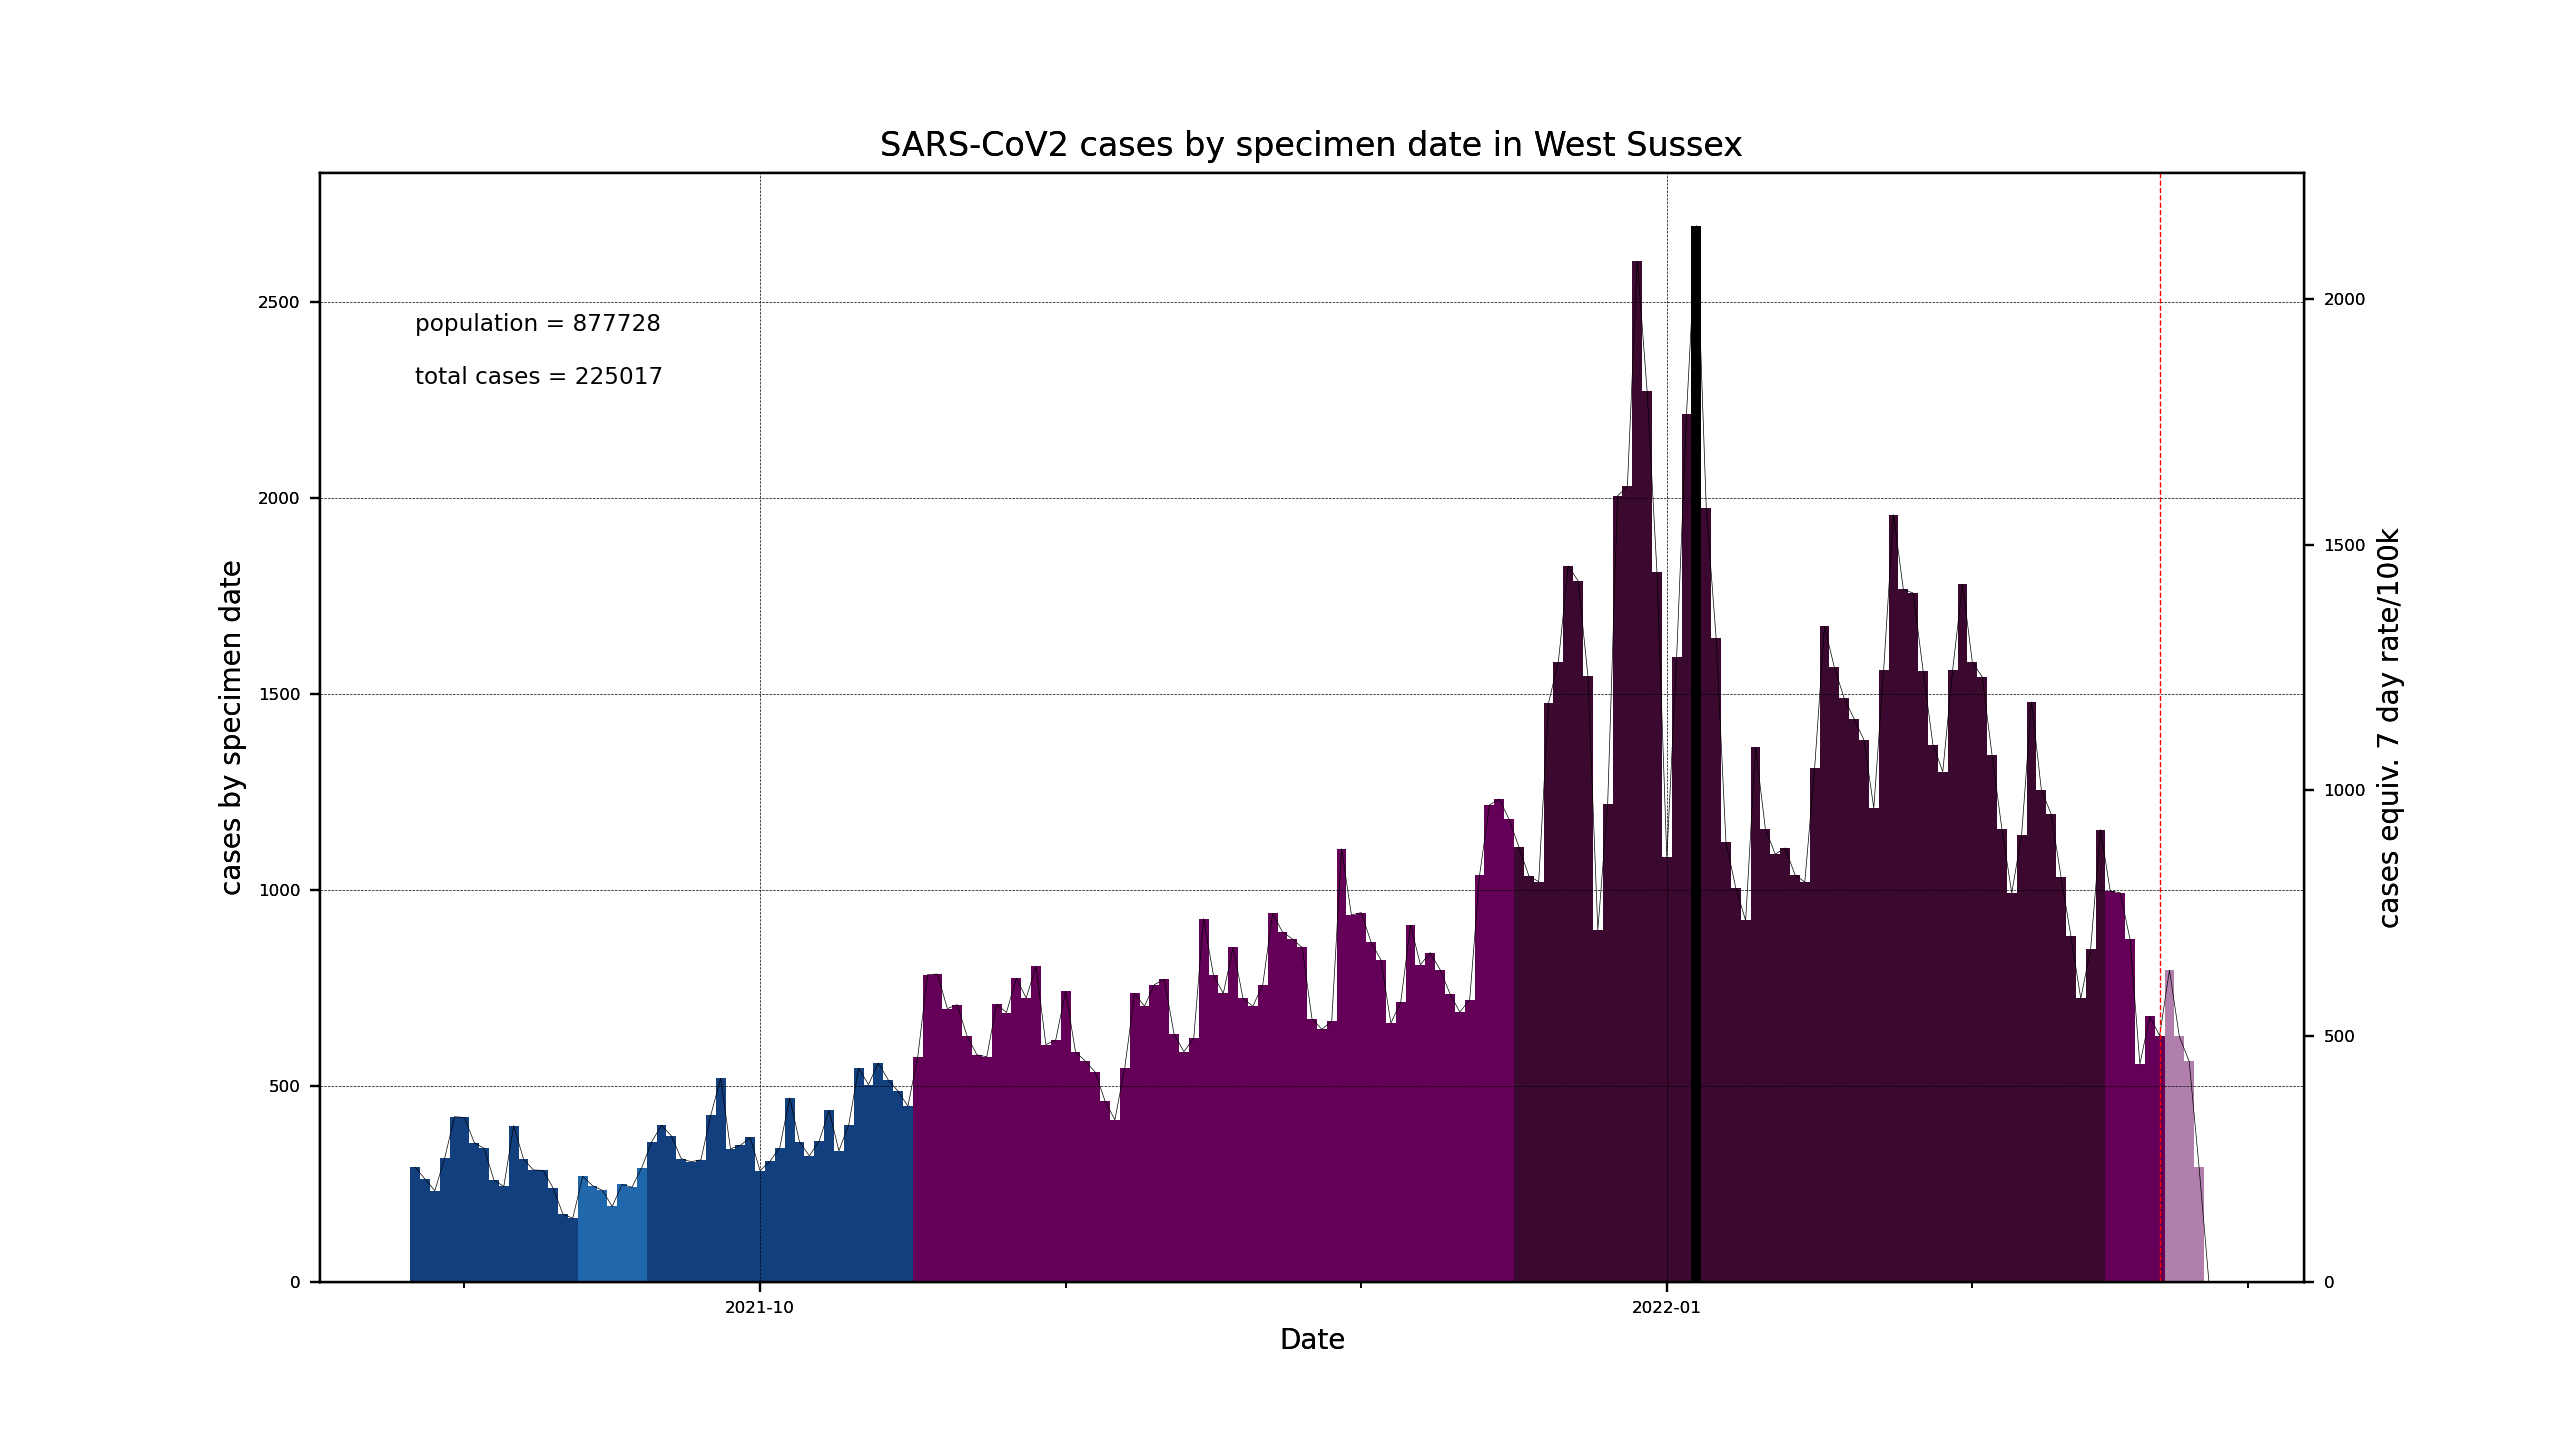 SARS-CoV2 cases by specimen date in West Sussex
population = 877728
total cases = 225017
cases by specimen date
2500
2000
1500
1000
500
0
2000
1500
1000
500
0
cases equiv. 7 day rate/100k
2021-10
2022-01
Date